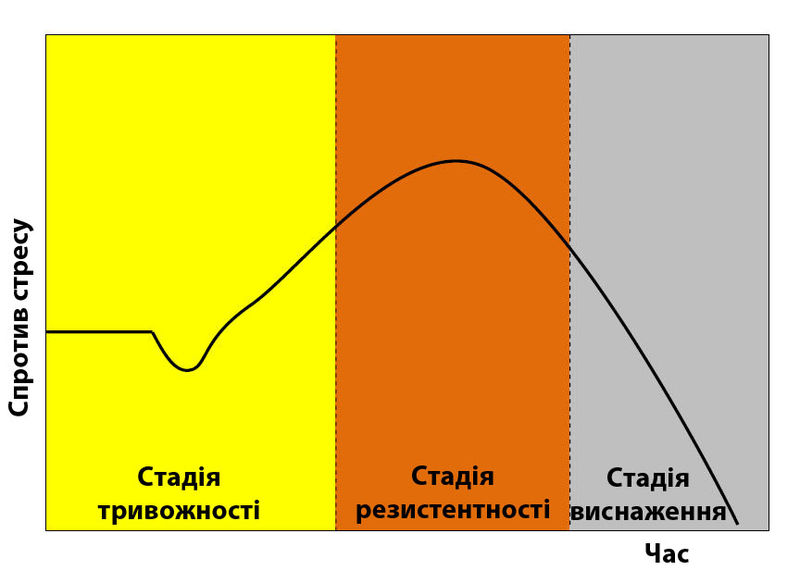 Спротив стресу
Стадія
тривожності
Стадія
резистентності
Стадія
виснаження
Час